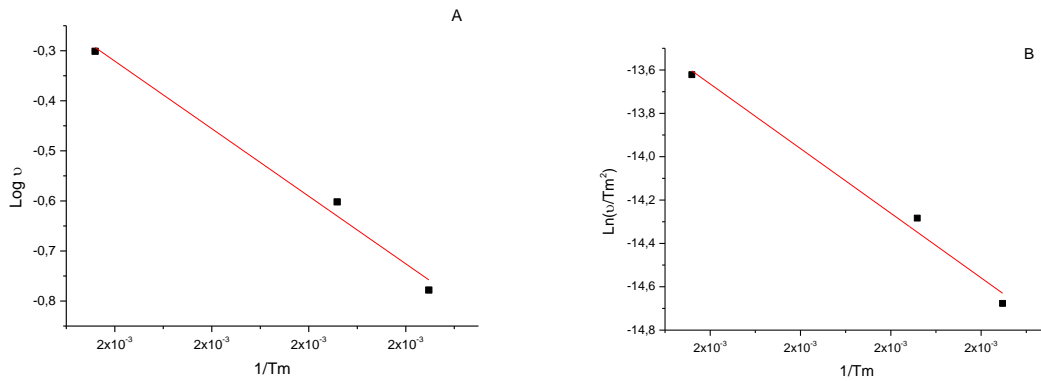 A
-0,3
-0,4
-0,5
-0,6
-0,7
-0,8
Log υ
2x10⁻³ 2x10⁻³ 2x10⁻³ 2x10⁻³
1/Tm
B
-13,6
-13,8
-14,0
-14,2
-14,4
-14,6
-14,8
Ln(υ/Tm²)
2x10⁻³ 2x10⁻³ 2x10⁻³ 2x10⁻³
1/Tm